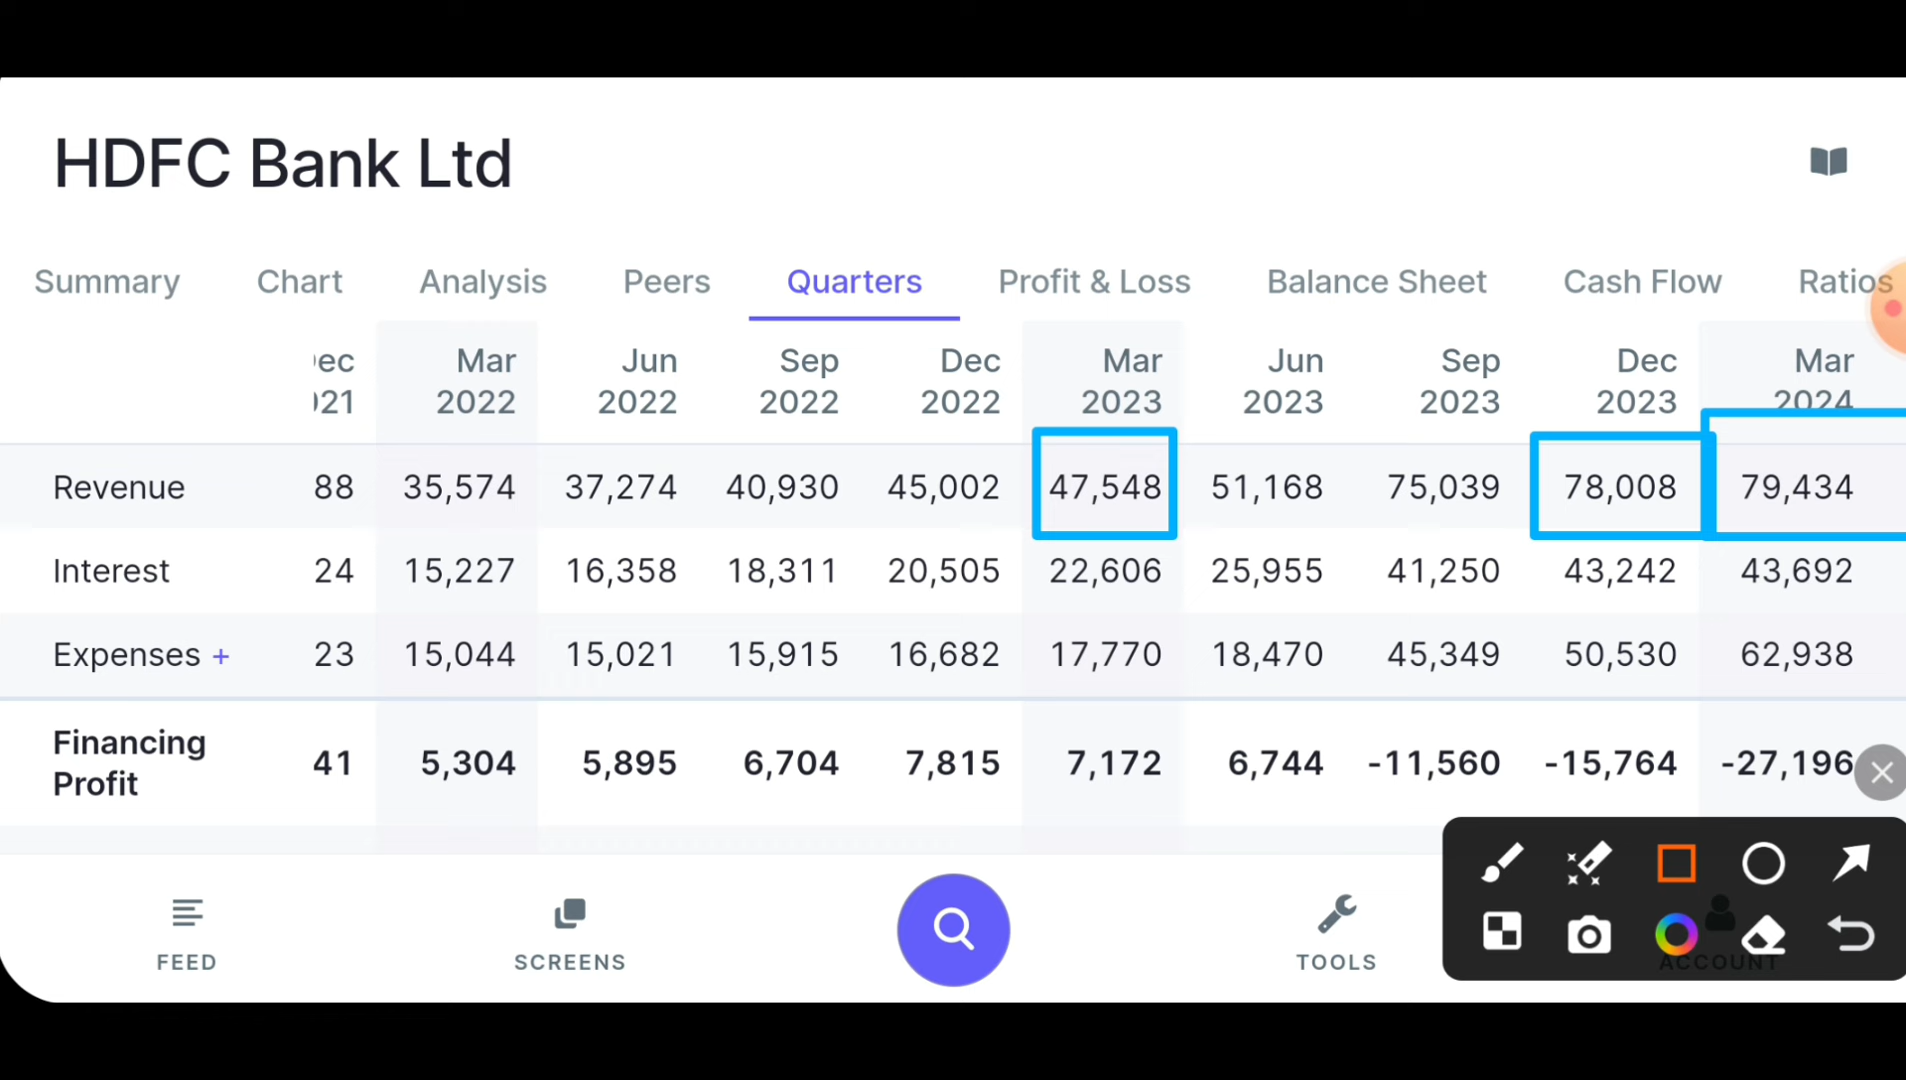 HDFC Bank Ltd
Summary Chart Analysis Peers Quarters Profit & Loss Balance Sheet Cash Flow Ratios
Mar 2022 Jun 2022 Sep 2022 Dec 2022 Mar 2023 Jun 2023 Sep 2023 Dec 2023 Mar 2024
Revenue 88 35,574 37,274 40,930 45,002 47,548 51,168 75,039 78,008 79,434
Interest 24 15,227 16,358 18,311 20,505 22,606 25,955 41,250 43,242 43,692
Expenses + 23 15,044 15,021 15,915 16,682 17,770 18,470 45,349 50,530 62,938
Financing Profit 41 5,304 5,895 6,704 7,815 7,172 6,744 -11,560 -15,764 -27,196
FEED SCREENS TOOLS ACCOUNT